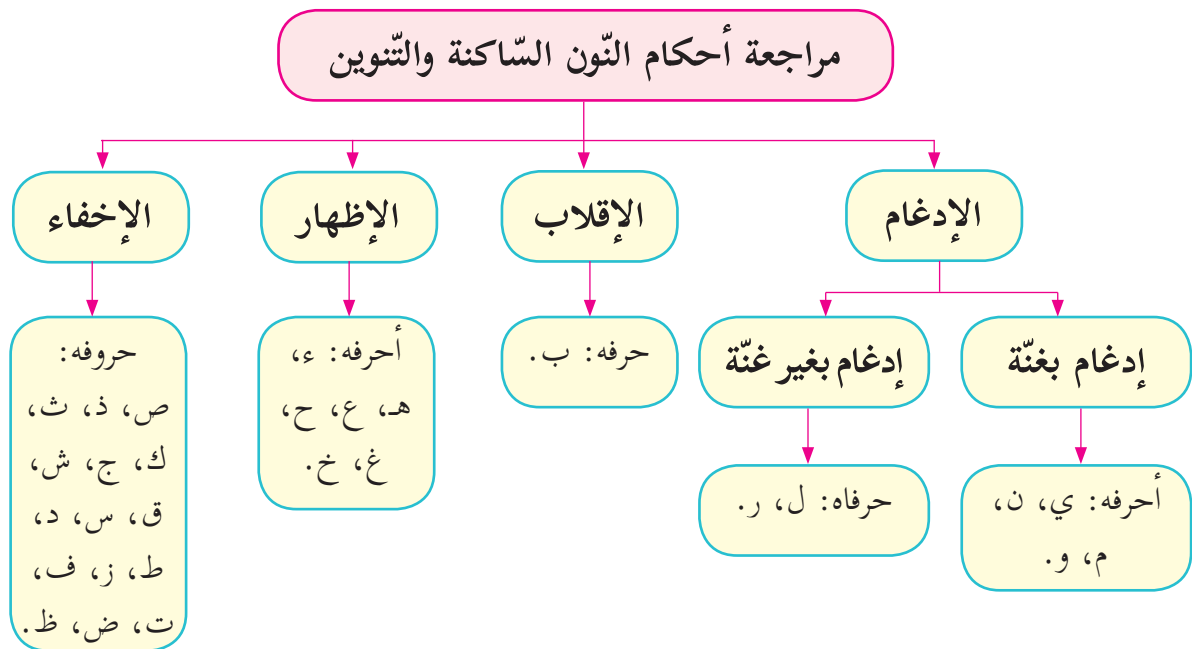 مراجعة أحكام النّون السّاكنة والتّنوين
الإدغام
الإقلاب
الإظهار
الإخفاء
إدغام بغنّة
إدغام بغير غنّة
حرفه: ب.
أحرفه: ء،
هـ، ع، ح،
غ، خ.
حروفه:
ص، ذ، ث،
ك، ج، ش،
ق، س، د،
ط، ز، ف،
ت، ض، ظ.
أحرفه: ي، ن،
م، و.
حرفاه: ل، ر.